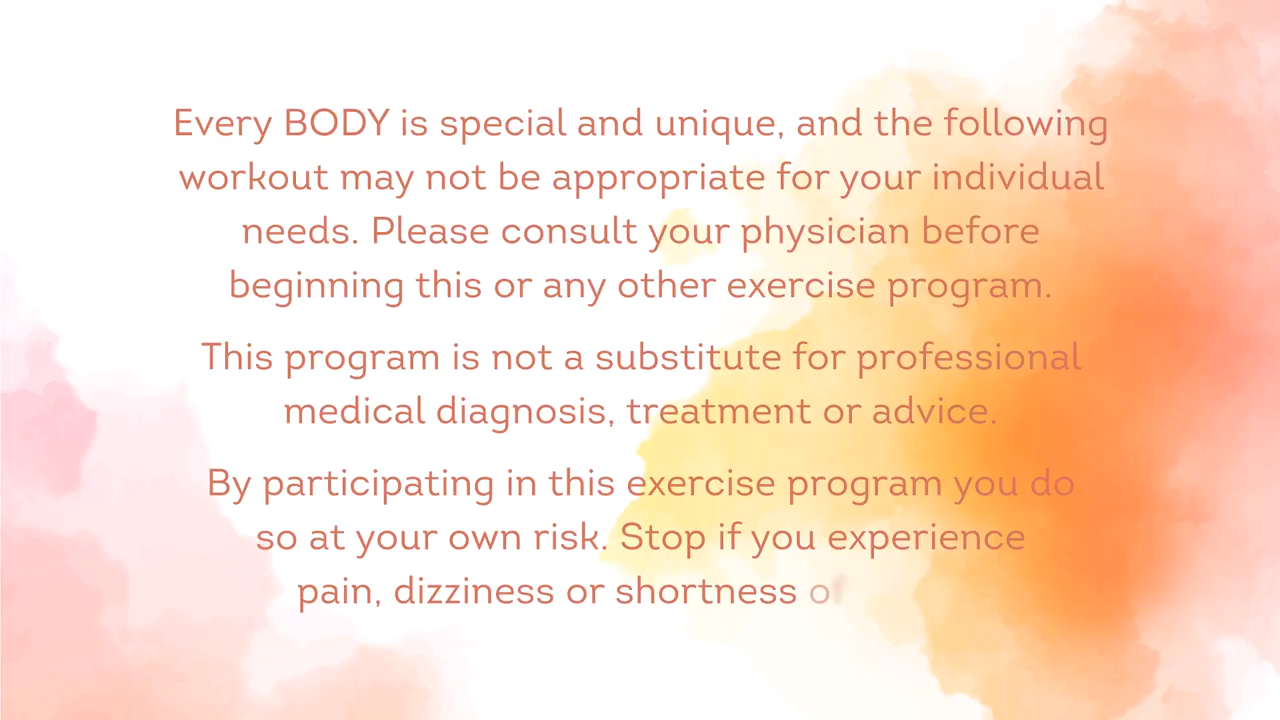 Every BODY is special and unique, and the following
workout may not be appropriate for your individual
needs. Please consult your physician before
beginning this or any other exercise program.
This program is not a substitute for professional
medical diagnosis, treatment or advice.
By participating in this exercise program you do
so at your own risk. Stop if you experience
pain, dizziness or shortness of